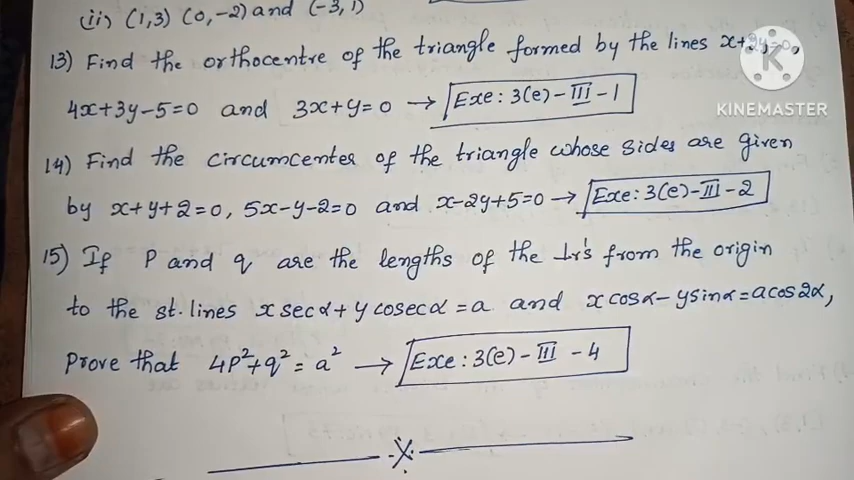 (ii) (1,3) (0,-2) and (-3,1)
13) Find the orthocentre of the triangle formed by the lines x+2y=0,
4x+3y-5=0 and 3x+y=0 → Exe: 3(e)-III-1
KINEMASTER
14) Find the circumcenter of the triangle whose sides are given
by x+y+2=0, 5x-y-2=0 and x-2y+5=0 → Exe: 3(e)-III-2
15) If P and q are the lengths of the ⊥r's from the origin
to the st. lines x secα + y cosecα = a and x cosα - y sinα = a cos2α,
Prove that 4P²+q² = a² → Exe: 3(e)-III-4